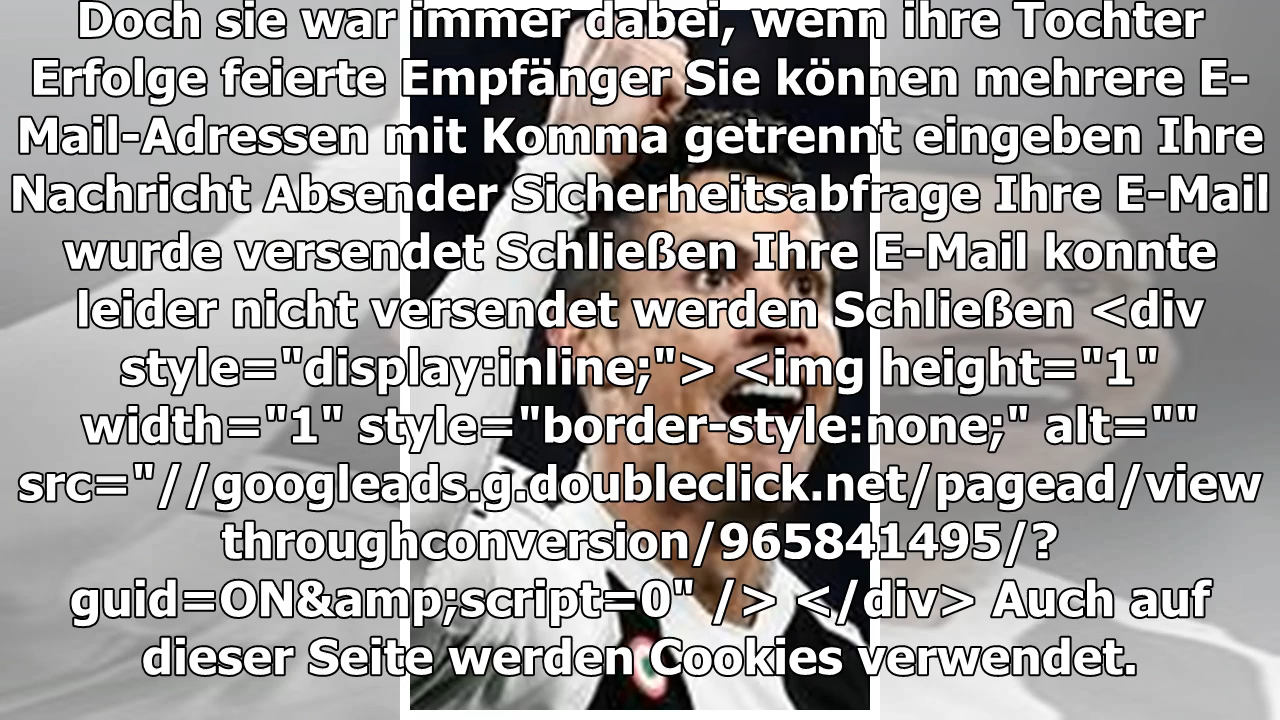 Doch sie war immer dabei, wenn ihre Tochter
Erfolge feierte Empfänger Sie können mehrere E-
Mail-Adressen mit Komma getrennt eingeben Ihre
Nachricht Absender Sicherheitsabfrage Ihre E-Mail
wurde versendet Schließen Ihre E-Mail konnte
leider nicht versendet werden Schließen <div
style="display:inline;"> <img height="1"
width="1" style="border-style:none;" alt=""
src="//googleads.g.doubleclick.net/pagead/view
throughconversion/965841495/?
guid=ON&amp;script=0" /> </div> Auch auf
dieser Seite werden Cookies verwendet.